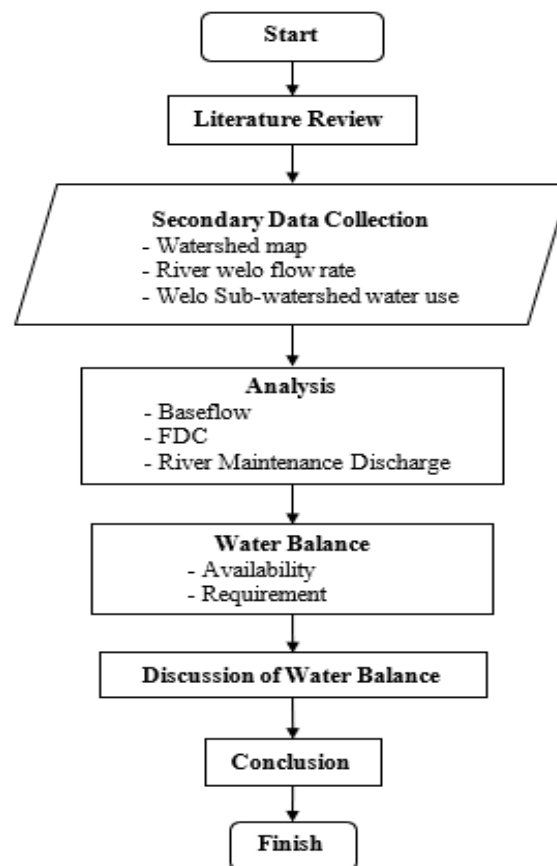 Start
Literature Review
Secondary Data Collection
- Watershed map
- River welo flow rate
- Welo Sub-watershed water use
Analysis
- Baseflow
- FDC
- River Maintenance Discharge
Water Balance
- Availability
- Requirement
Discussion of Water Balance
Conclusion
Finish